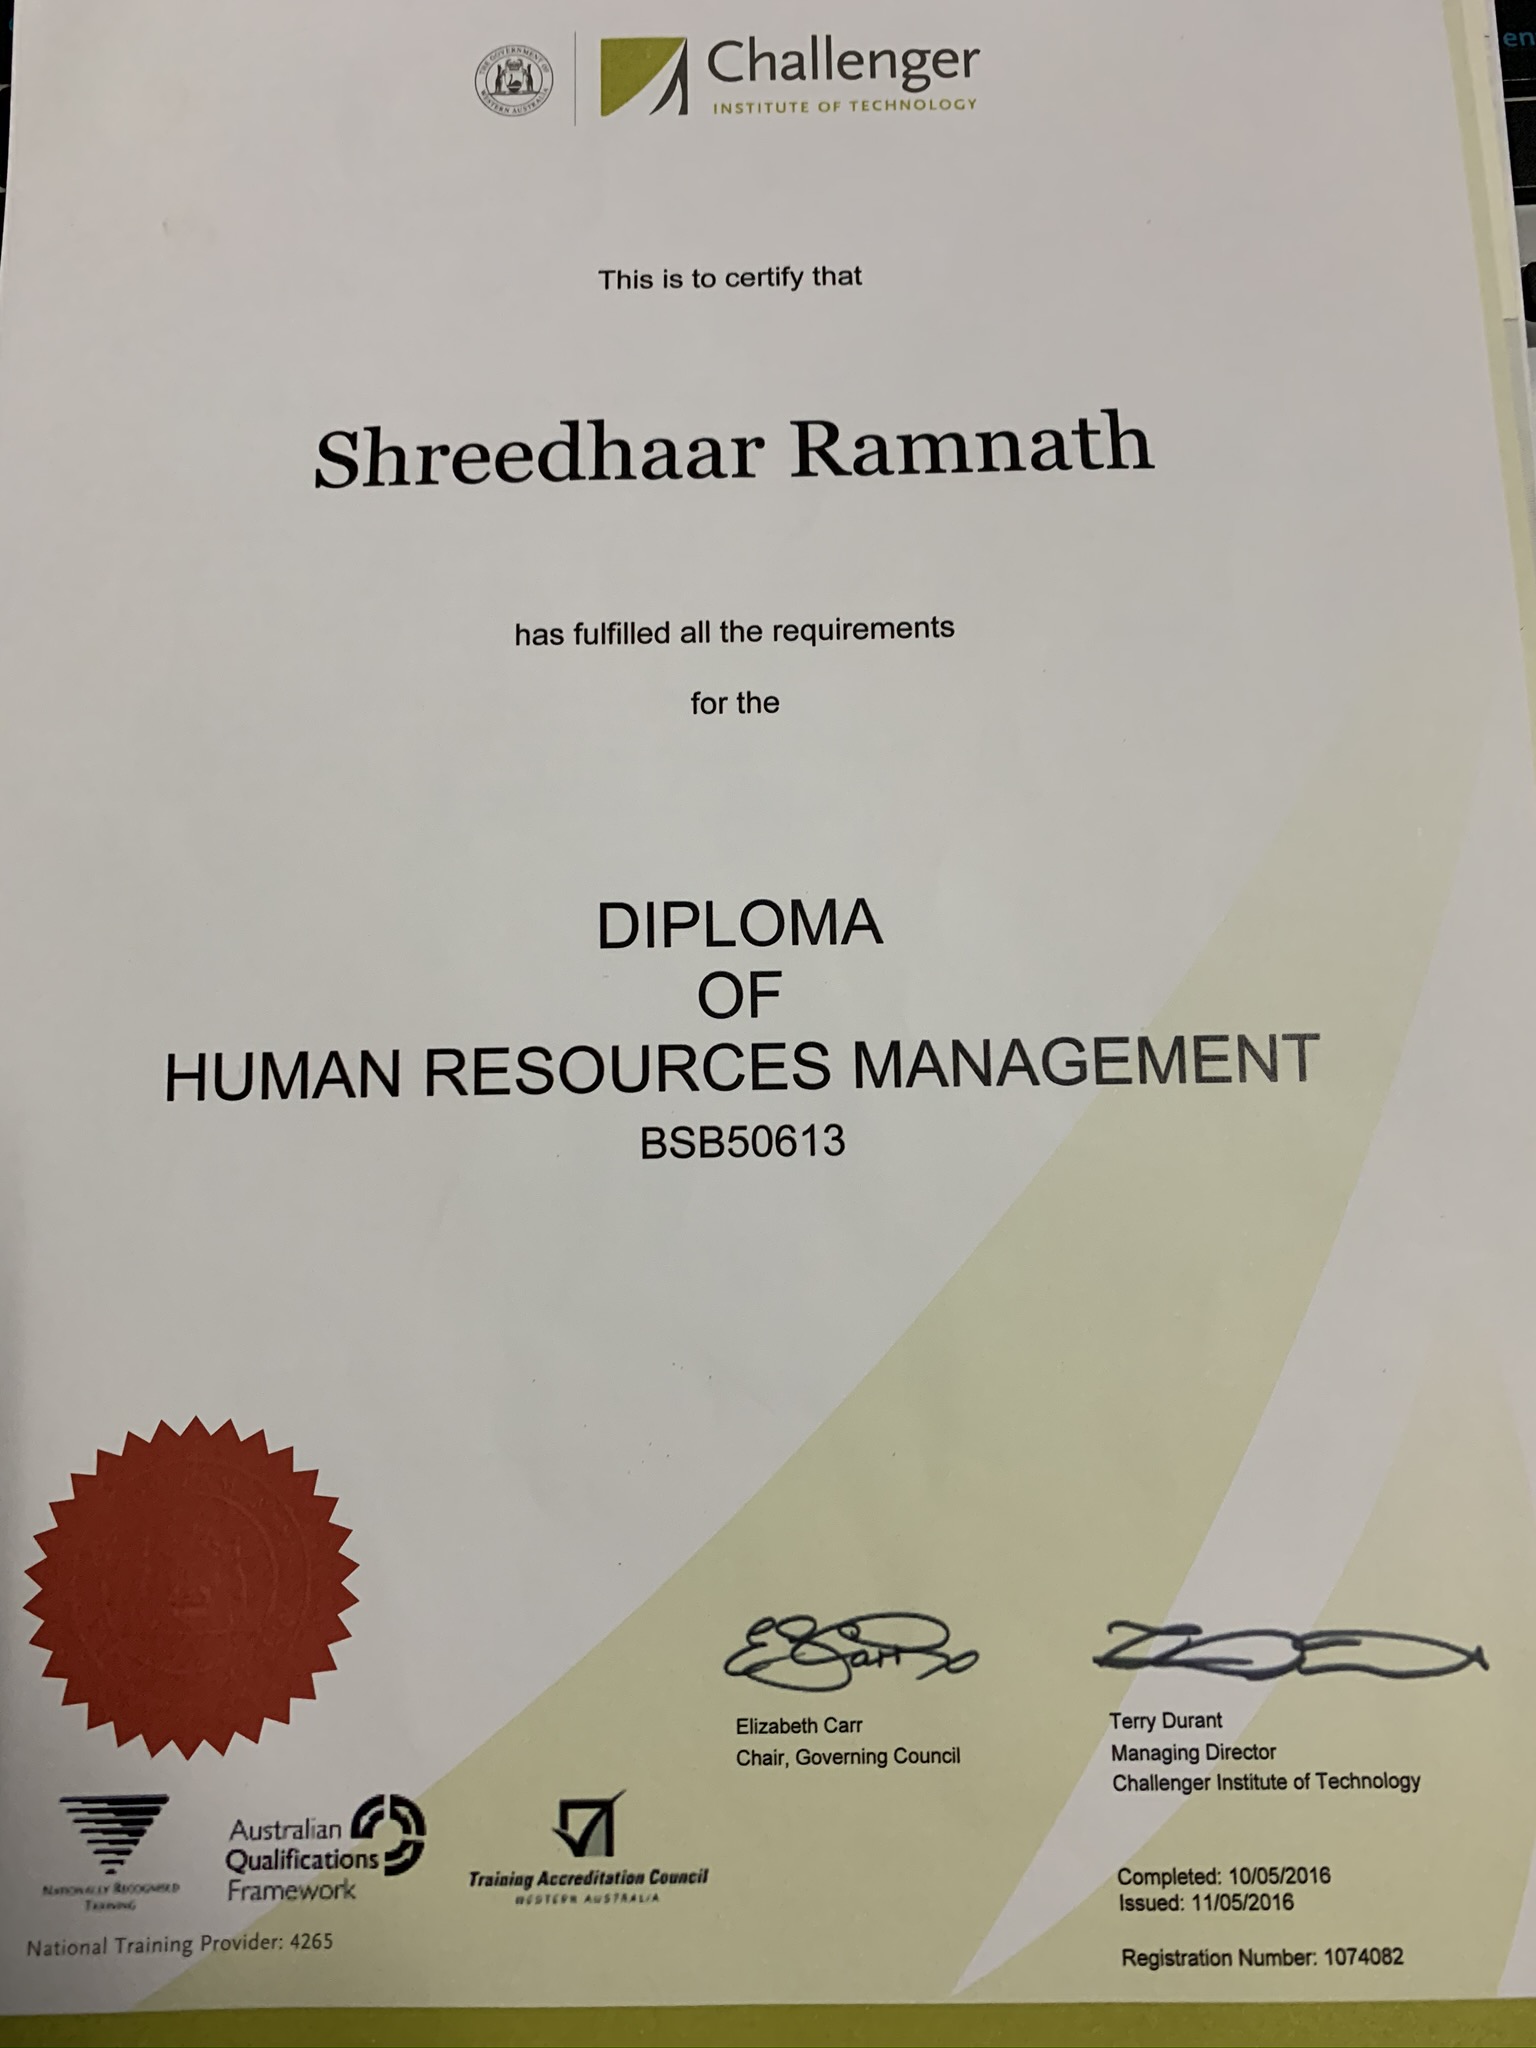 THE GOVERNMENT OF
WESTERN AUSTRALIA
Challenger
INSTITUTE OF TECHNOLOGY
en
This is to certify that
Shreedhaar Ramnath
has fulfilled all the requirements
for the
DIPLOMA
OF
HUMAN RESOURCES MANAGEMENT
BSB50613
Elizabeth Carr
Chair, Governing Council
Terry Durant
Managing Director
Challenger Institute of Technology
NATIONALLY RECOGNISED
TRAINING
Australian
Qualifications
Framework
Training Accreditation Council
WESTERN AUSTRALIA
Completed: 10/05/2016
Issued: 11/05/2016
National Training Provider: 4265
Registration Number: 1074082